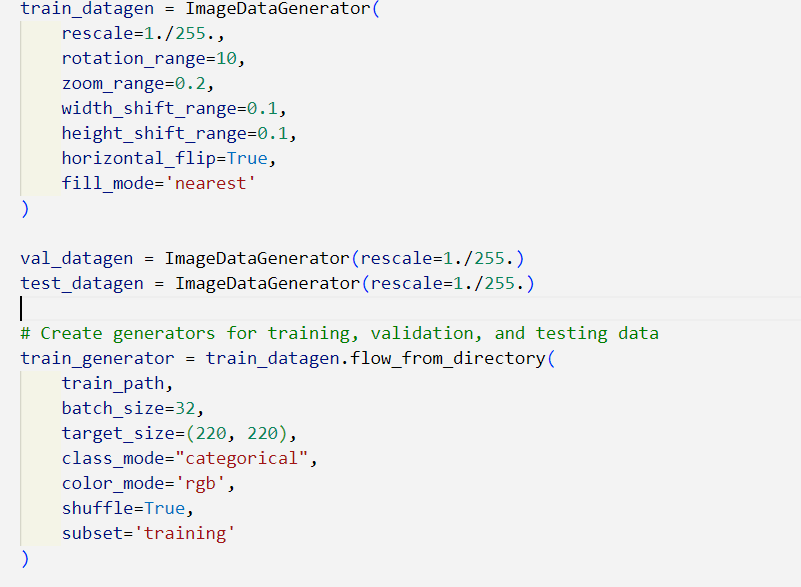 train_datagen = ImageDataGenerator(
    rescale=1./255.,
    rotation_range=10,
    zoom_range=0.2,
    width_shift_range=0.1,
    height_shift_range=0.1,
    horizontal_flip=True,
    fill_mode='nearest'
)

val_datagen = ImageDataGenerator(rescale=1./255.)
test_datagen = ImageDataGenerator(rescale=1./255.)

# Create generators for training, validation, and testing data
train_generator = train_datagen.flow_from_directory(
    train_path,
    batch_size=32,
    target_size=(220, 220),
    class_mode="categorical",
    color_mode='rgb',
    shuffle=True,
    subset='training'
)